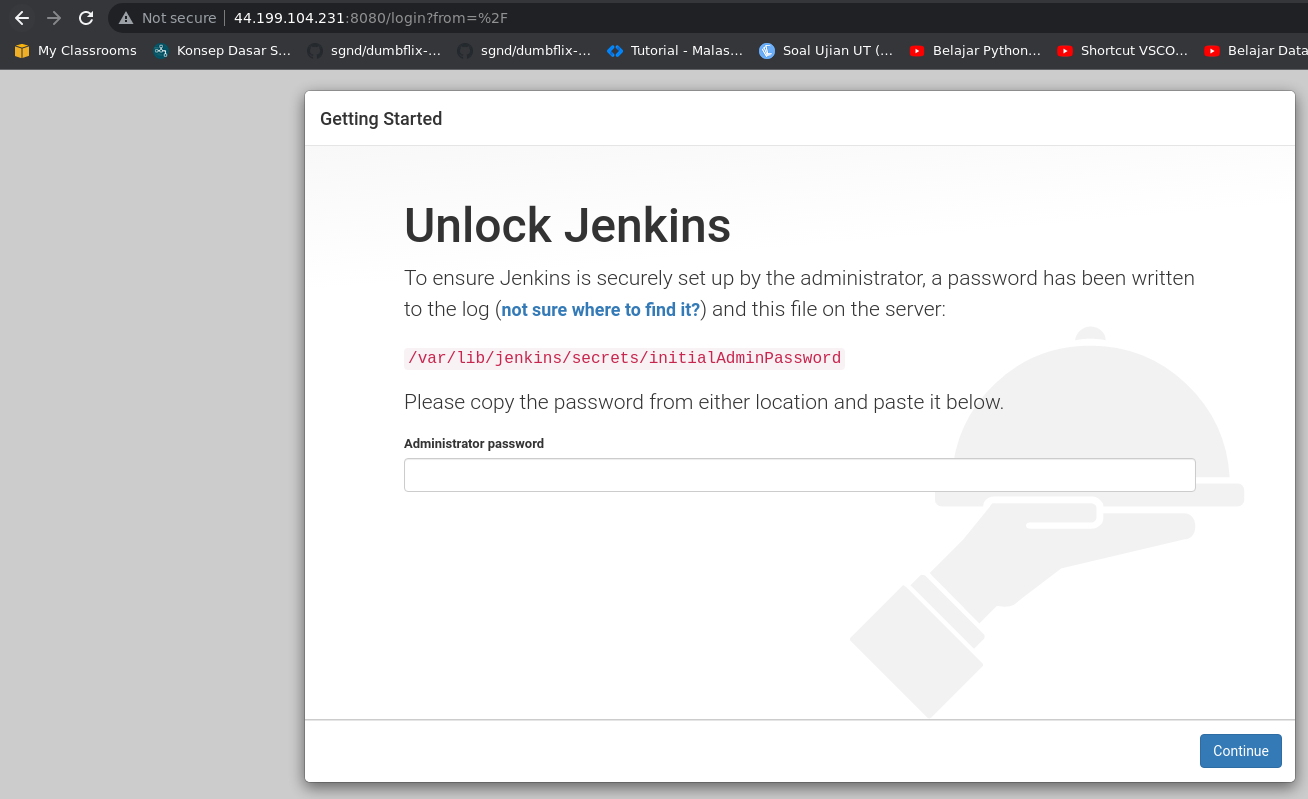 Not secure | 44.199.104.231:8080/login?from=%2F
My Classrooms Konsep Dasar S... sgnd/dumbflix-... sgnd/dumbflix-... Tutorial - Malas... Soal Ujian UT (... Belajar Python... Shortcut VSCO... Belajar Data
Getting Started
Unlock Jenkins
To ensure Jenkins is securely set up by the administrator, a password has been written
to the log (not sure where to find it?) and this file on the server:
/var/lib/jenkins/secrets/initialAdminPassword
Please copy the password from either location and paste it below.
Administrator password
Continue